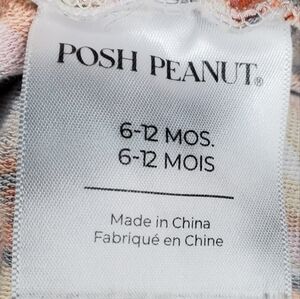 POSH PEANUT®
6-12 MOS.
6-12 MOIS
Made in China
Fabriqué en Chine